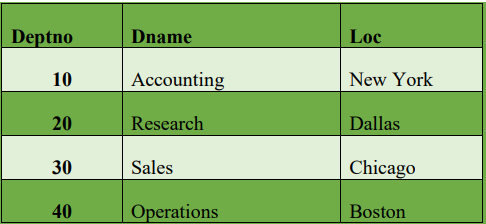 Deptno Dname Loc
10 Accounting New York
20 Research Dallas
30 Sales Chicago
40 Operations Boston